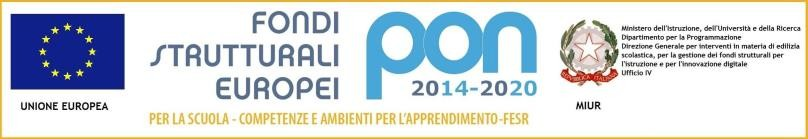 UNIONE EUROPEA
FONDI
STRUTTURALI
EUROPEI
pon
2014-2020
PER LA SCUOLA - COMPETENZE E AMBIENTI PER L'APPRENDIMENTO-FESR
REPUBBLICA ITALIANA
MIUR
Ministero dell'Istruzione, dell'Università e della Ricerca
Dipartimento per la Programmazione
Direzione Generale per interventi in materia di edilizia
scolastica, per la gestione dei fondi strutturali per
l'istruzione e per l'innovazione digitale
Ufficio IV